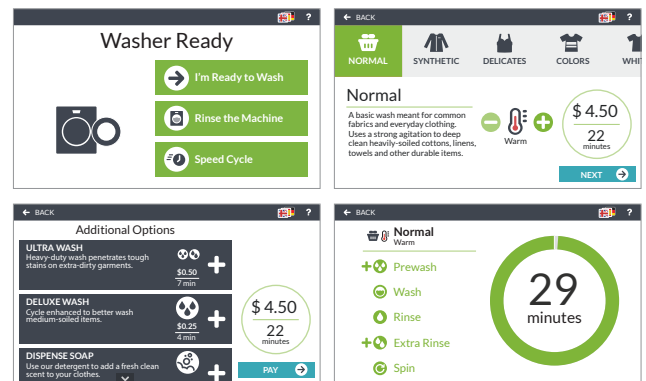 ?
Washer Ready
I'm Ready to Wash
Rinse the Machine
Speed Cycle
BACK
?
NORMAL
SYNTHETIC
DELICATES
COLORS
WHI
Normal
A basic wash meant for common
fabrics and everyday clothing.
Uses a strong agitation to deep
clean heavily-soiled cottons, linens,
towels and other durable items.
Warm
$ 4.50
22
minutes
NEXT
BACK
?
Additional Options
ULTRA WASH
Heavy-duty wash penetrates tough
stains on extra-dirty garments.
$0.50
7 min
DELUXE WASH
Cycle enhanced to better wash
medium-soiled items.
$0.25
4 min
DISPENSE SOAP
Use our detergent to add a fresh clean
scent to your clothes.
$ 4.50
22
minutes
PAY
BACK
?
Normal
Warm
Prewash
Wash
Rinse
Extra Rinse
Spin
29
minutes